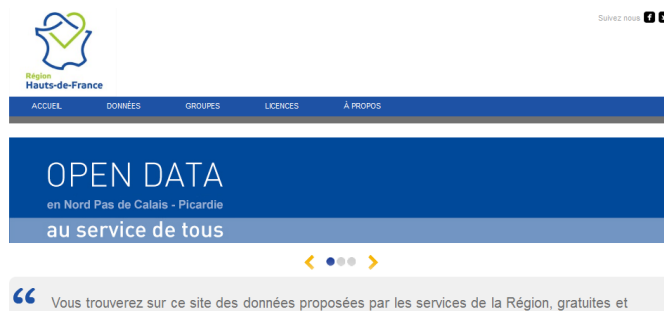 Suivez nous
Région
Hauts-de-France
ACCUEIL DONNÉES GROUPES LICENCES À PROPOS
OPEN DATA
en Nord Pas de Calais - Picardie
au service de tous
“ Vous trouverez sur ce site des données proposées par les services de la Région, gratuites et